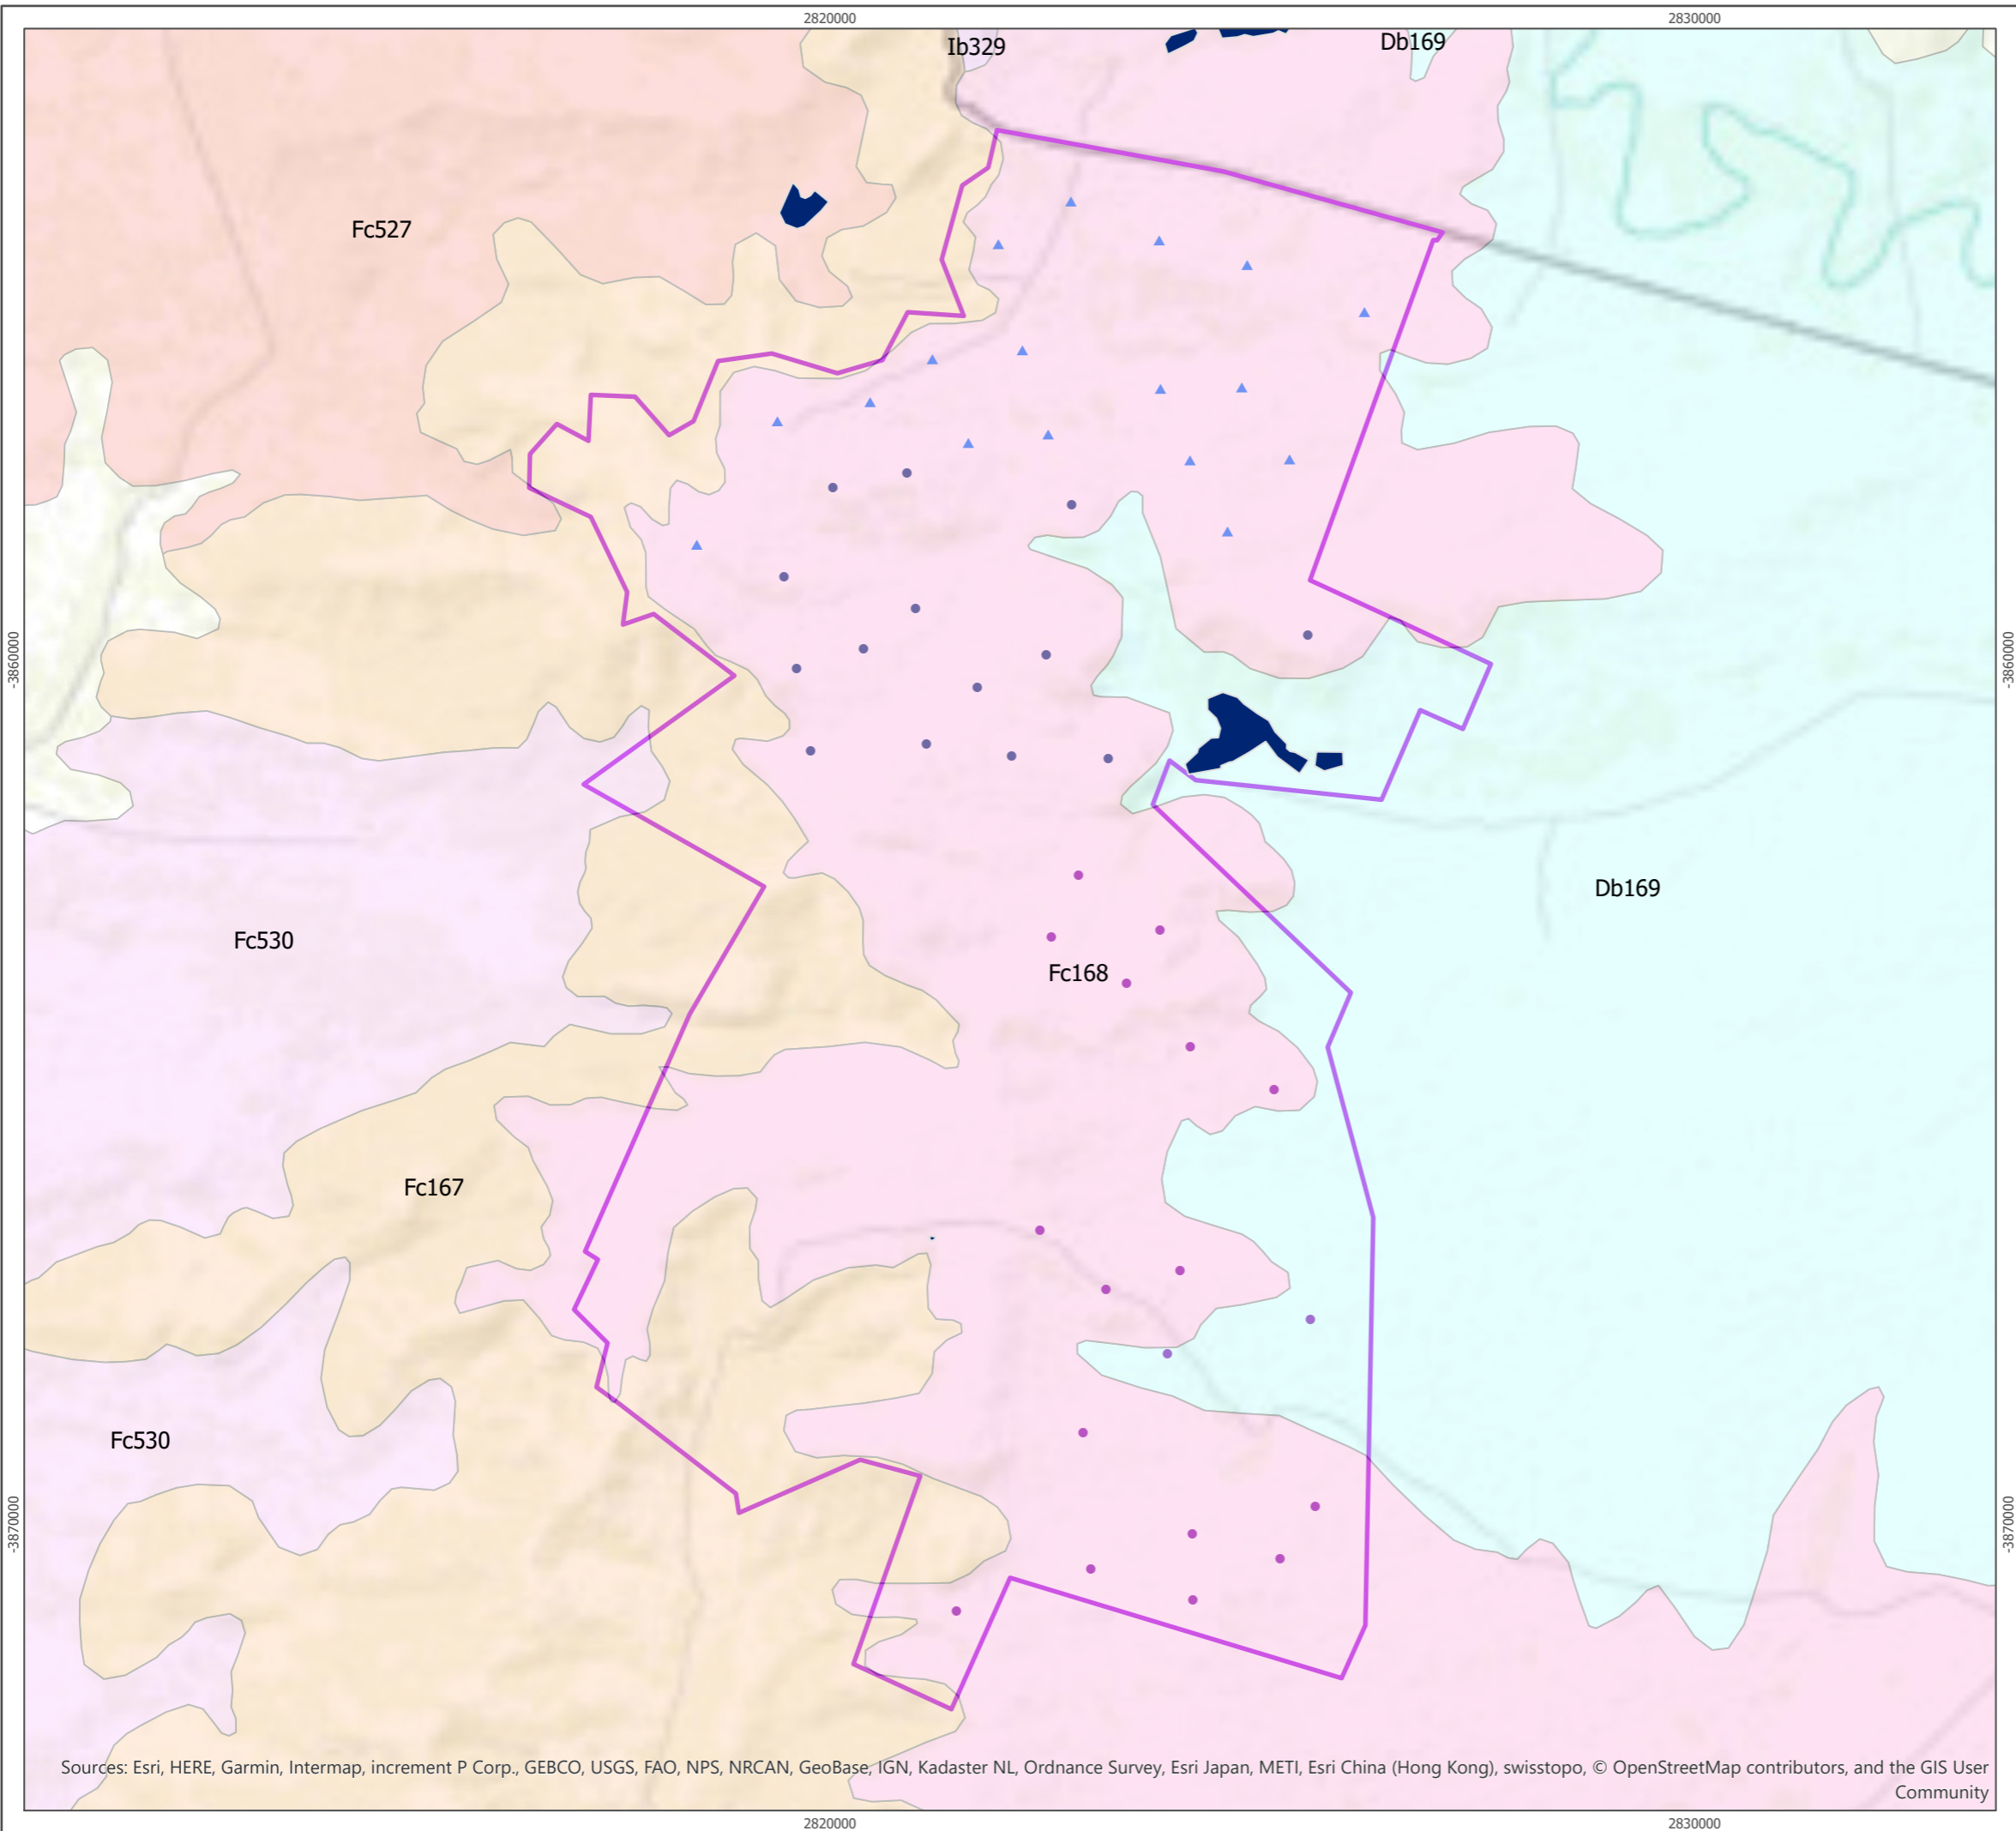 2820000
2830000
Ib329
Db169
Fc527
-3860000
-3860000
Db169
Fc530
Fc168
Fc167
Fc530
-3870000
-3870000
Sources: Esri, HERE, Garmin, Intermap, increment P Corp., GEBCO, USGS, FAO, NPS, NRCAN, GeoBase, IGN, Kadaster NL, Ordnance Survey, Esri Japan, METI, Esri China (Hong Kong), swisstopo, © OpenStreetMap contributors, and the GIS User
Community
2820000
2830000